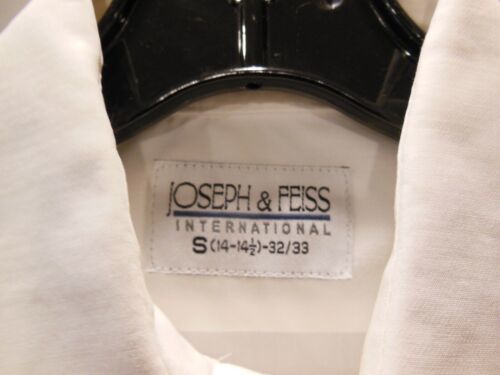 JOSEPH & FEISS
INTERNATIONAL
S (14-14½)-32/33